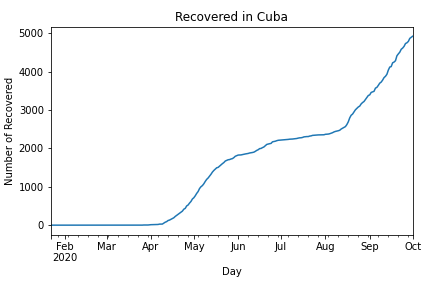 Recovered in Cuba
Number of Recovered
5000
4000
3000
2000
1000
0
Feb Mar Apr May Jun Jul Aug Sep Oct
2020
Day